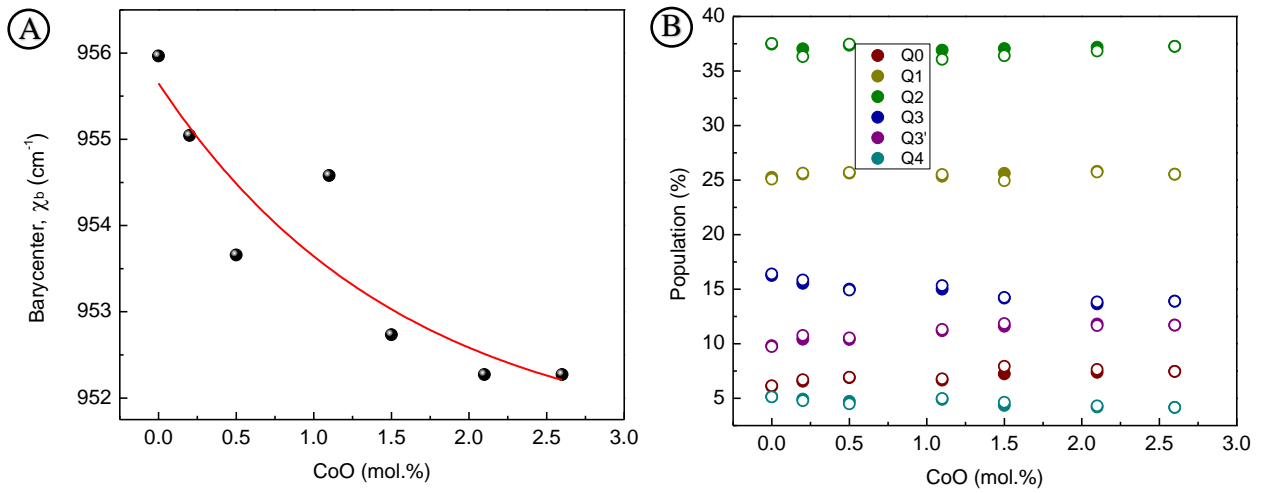 A
956
955
954
953
952
Barycenter, χb (cm-1)
0.0 0.5 1.0 1.5 2.0 2.5 3.0
CoO (mol.%)
B
40
35
30
25
20
15
10
5
Population (%)
Q0
Q1
Q2
Q3
Q3'
Q4
0.0 0.5 1.0 1.5 2.0 2.5 3.0
CoO (mol.%)